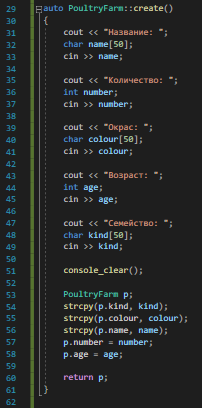 29 auto PoultryFarm::create()
30 {
31 cout << "Название: ";
32 char name[50];
33 cin >> name;
34
35 cout << "Количество: ";
36 int number;
37 cin >> number;
38
39 cout << "Окрас: ";
40 char colour[50];
41 cin >> colour;
42
43 cout << "Возраст: ";
44 int age;
45 cin >> age;
46
47 cout << "Семейство: ";
48 char kind[50];
49 cin >> kind;
50
51 console_clear();
52
53 PoultryFarm p;
54 strcpy(p.kind, kind);
55 strcpy(p.colour, colour);
56 strcpy(p.name, name);
57 p.number = number;
58 p.age = age;
59
60 return p;
61 }
62